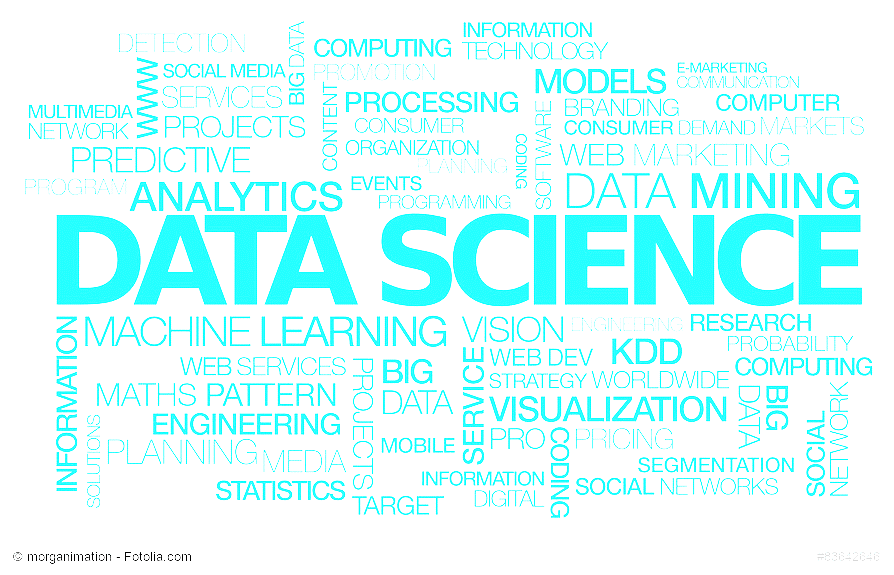 DETECTION
BIG DATA
COMPUTING
INFORMATION
TECHNOLOGY
WWW
SOCIAL MEDIA
PROMOTION
MODELS
E-MARKETING
COMMUNICATION
SERVICES
CONTENT
PROCESSING
SOFTWARE
BRANDING
COMPUTER
MULTIMEDIA
NETWORK
PROJECTS
CONSUMER
CODING
CONSUMER DEMAND MARKETS
PREDICTIVE
ORGANIZATION
PLANNING
WEB MARKETING
PROGRAM
ANALYTICS
EVENTS
PROGRAMMING
DATA MINING
DATA SCIENCE
INFORMATION
MACHINE LEARNING
VISION
ENGINEERING
RESEARCH
PROBABILITY
WEB SERVICES
PROJECTS
BIG
DATA
SERVICE
WEB DEV
KDD
COMPUTING
MATHS PATTERN
STRATEGY WORLDWIDE
BIG
DATA
SOCIAL
NETWORK
SOLUTIONS
ENGINEERING
VISUALIZATION
PLANNING
MEDIA
MOBILE
PRO
CODING
PRICING
SEGMENTATION
STATISTICS
TARGET
INFORMATION
DIGITAL
SOCIAL NETWORKS
© morganimation - Fotolia.com
#83642646